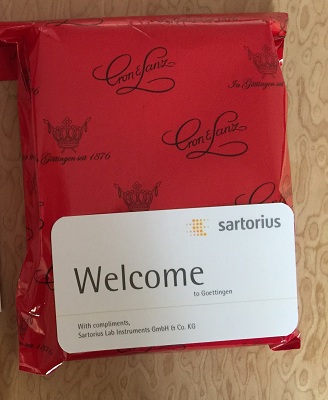 Cron & Lanz
In Göttingen seit
Cron & Lanz
In Göttingen seit 1876
sartorius
Welcome
to Goettingen
With compliments,
Sartorius Lab Instruments GmbH & Co. KG